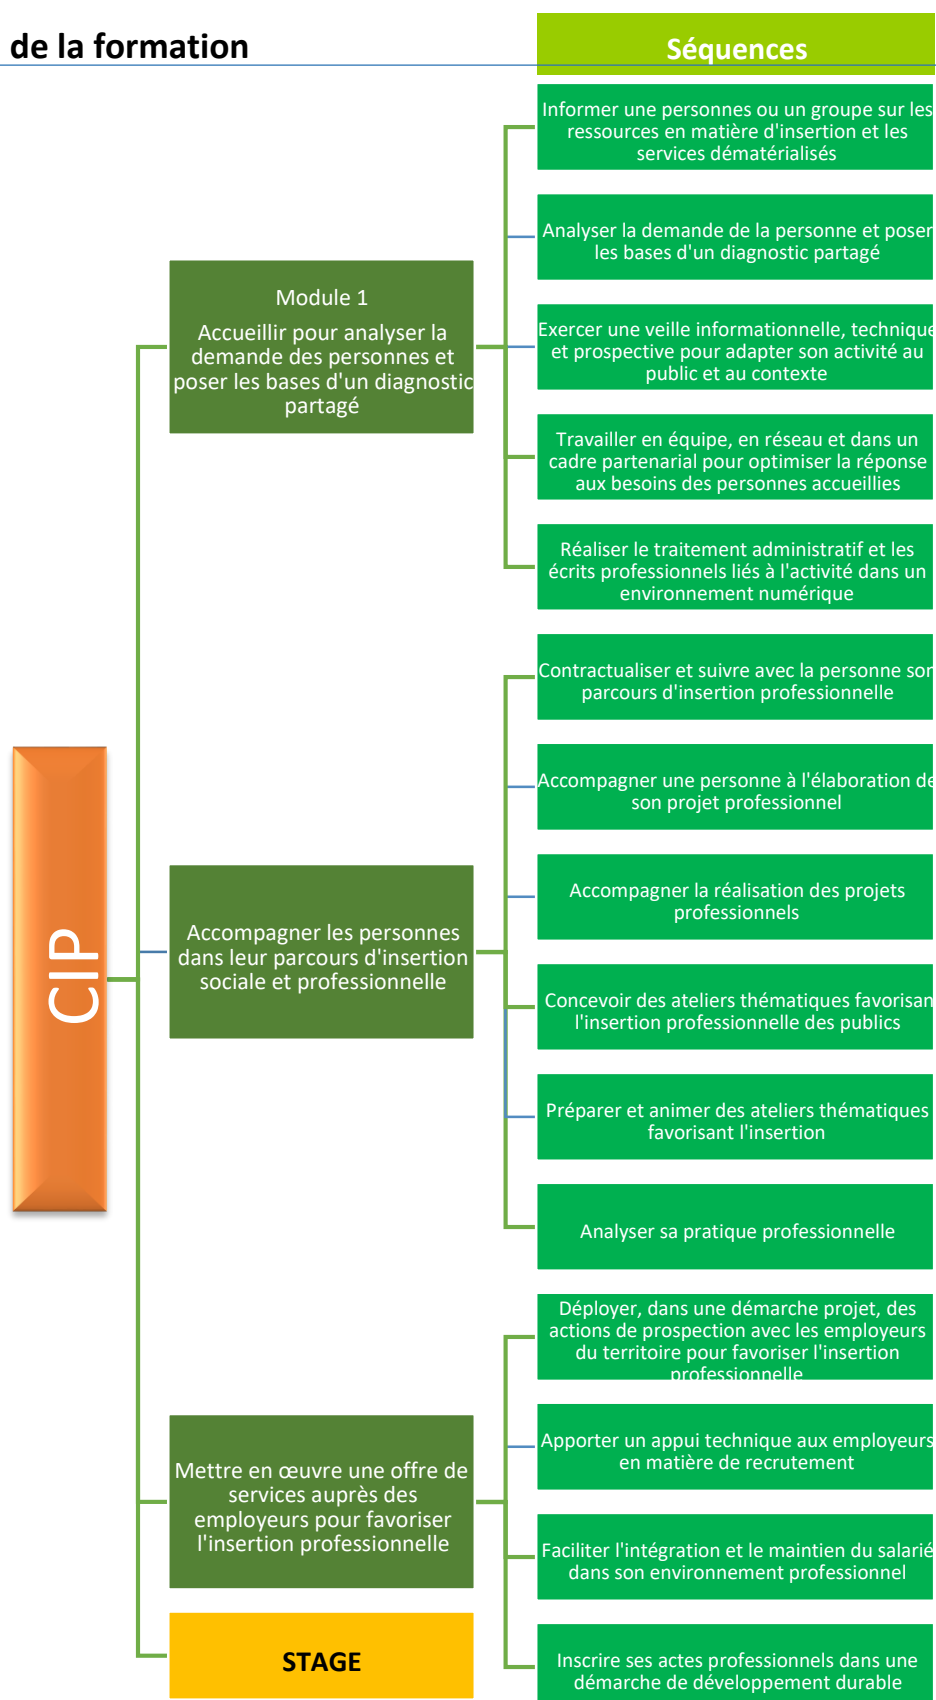 de la formation
Séquences
CIP
Module 1
Accueillir pour analyser la
demande des personnes et
poser les bases d'un diagnostic
partagé
Informer une personnes ou un groupe sur les
ressources en matière d'insertion et les
services dématérialisés
Analyser la demande de la personne et poser
les bases d'un diagnostic partagé
Exercer une veille informationnelle, technique
et prospective pour adapter son activité au
public et au contexte
Travailler en équipe, en réseau et dans un
cadre partenarial pour optimiser la réponse
aux besoins des personnes accueillies
Réaliser le traitement administratif et les
écrits professionnels liés à l'activité dans un
environnement numérique
Accompagner les personnes
dans leur parcours d'insertion
sociale et professionnelle
Contractualiser et suivre avec la personne son
parcours d'insertion professionnelle
Accompagner une personne à l'élaboration de
son projet professionnel
Accompagner la réalisation des projets
professionnels
Concevoir des ateliers thématiques favorisan
l'insertion professionnelle des publics
Préparer et animer des ateliers thématiques
favorisant l'insertion
Analyser sa pratique professionnelle
Mettre en œuvre une offre de
services auprès des
employeurs pour favoriser
l'insertion professionnelle
Déployer, dans une démarche projet, des
actions de prospection avec les employeurs
du territoire pour favoriser l'insertion
professionnelle
Apporter un appui technique aux employeurs
en matière de recrutement
Faciliter l'intégration et le maintien du salarié
dans son environnement professionnel
Inscrire ses actes professionnels dans une
démarche de développement durable
STAGE